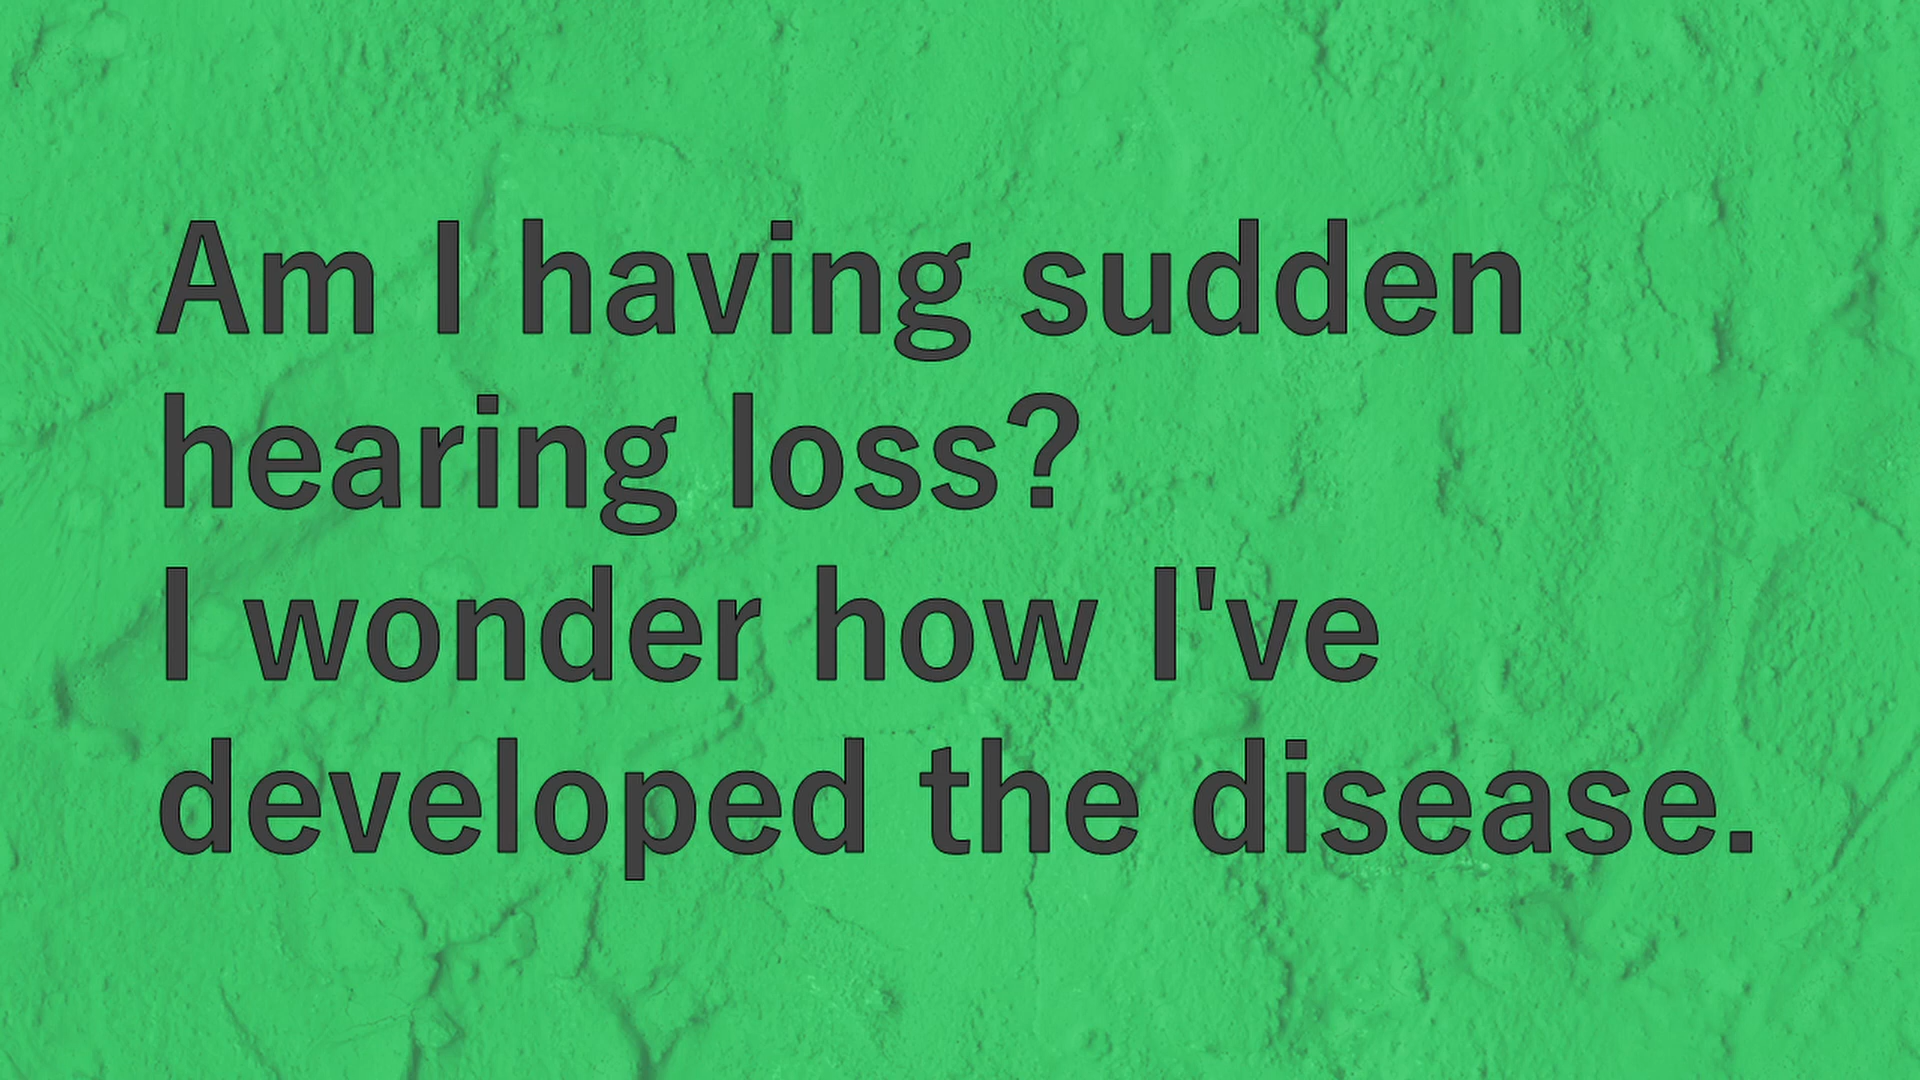 Am I having sudden
hearing loss?
I wonder how I've
developed the disease.